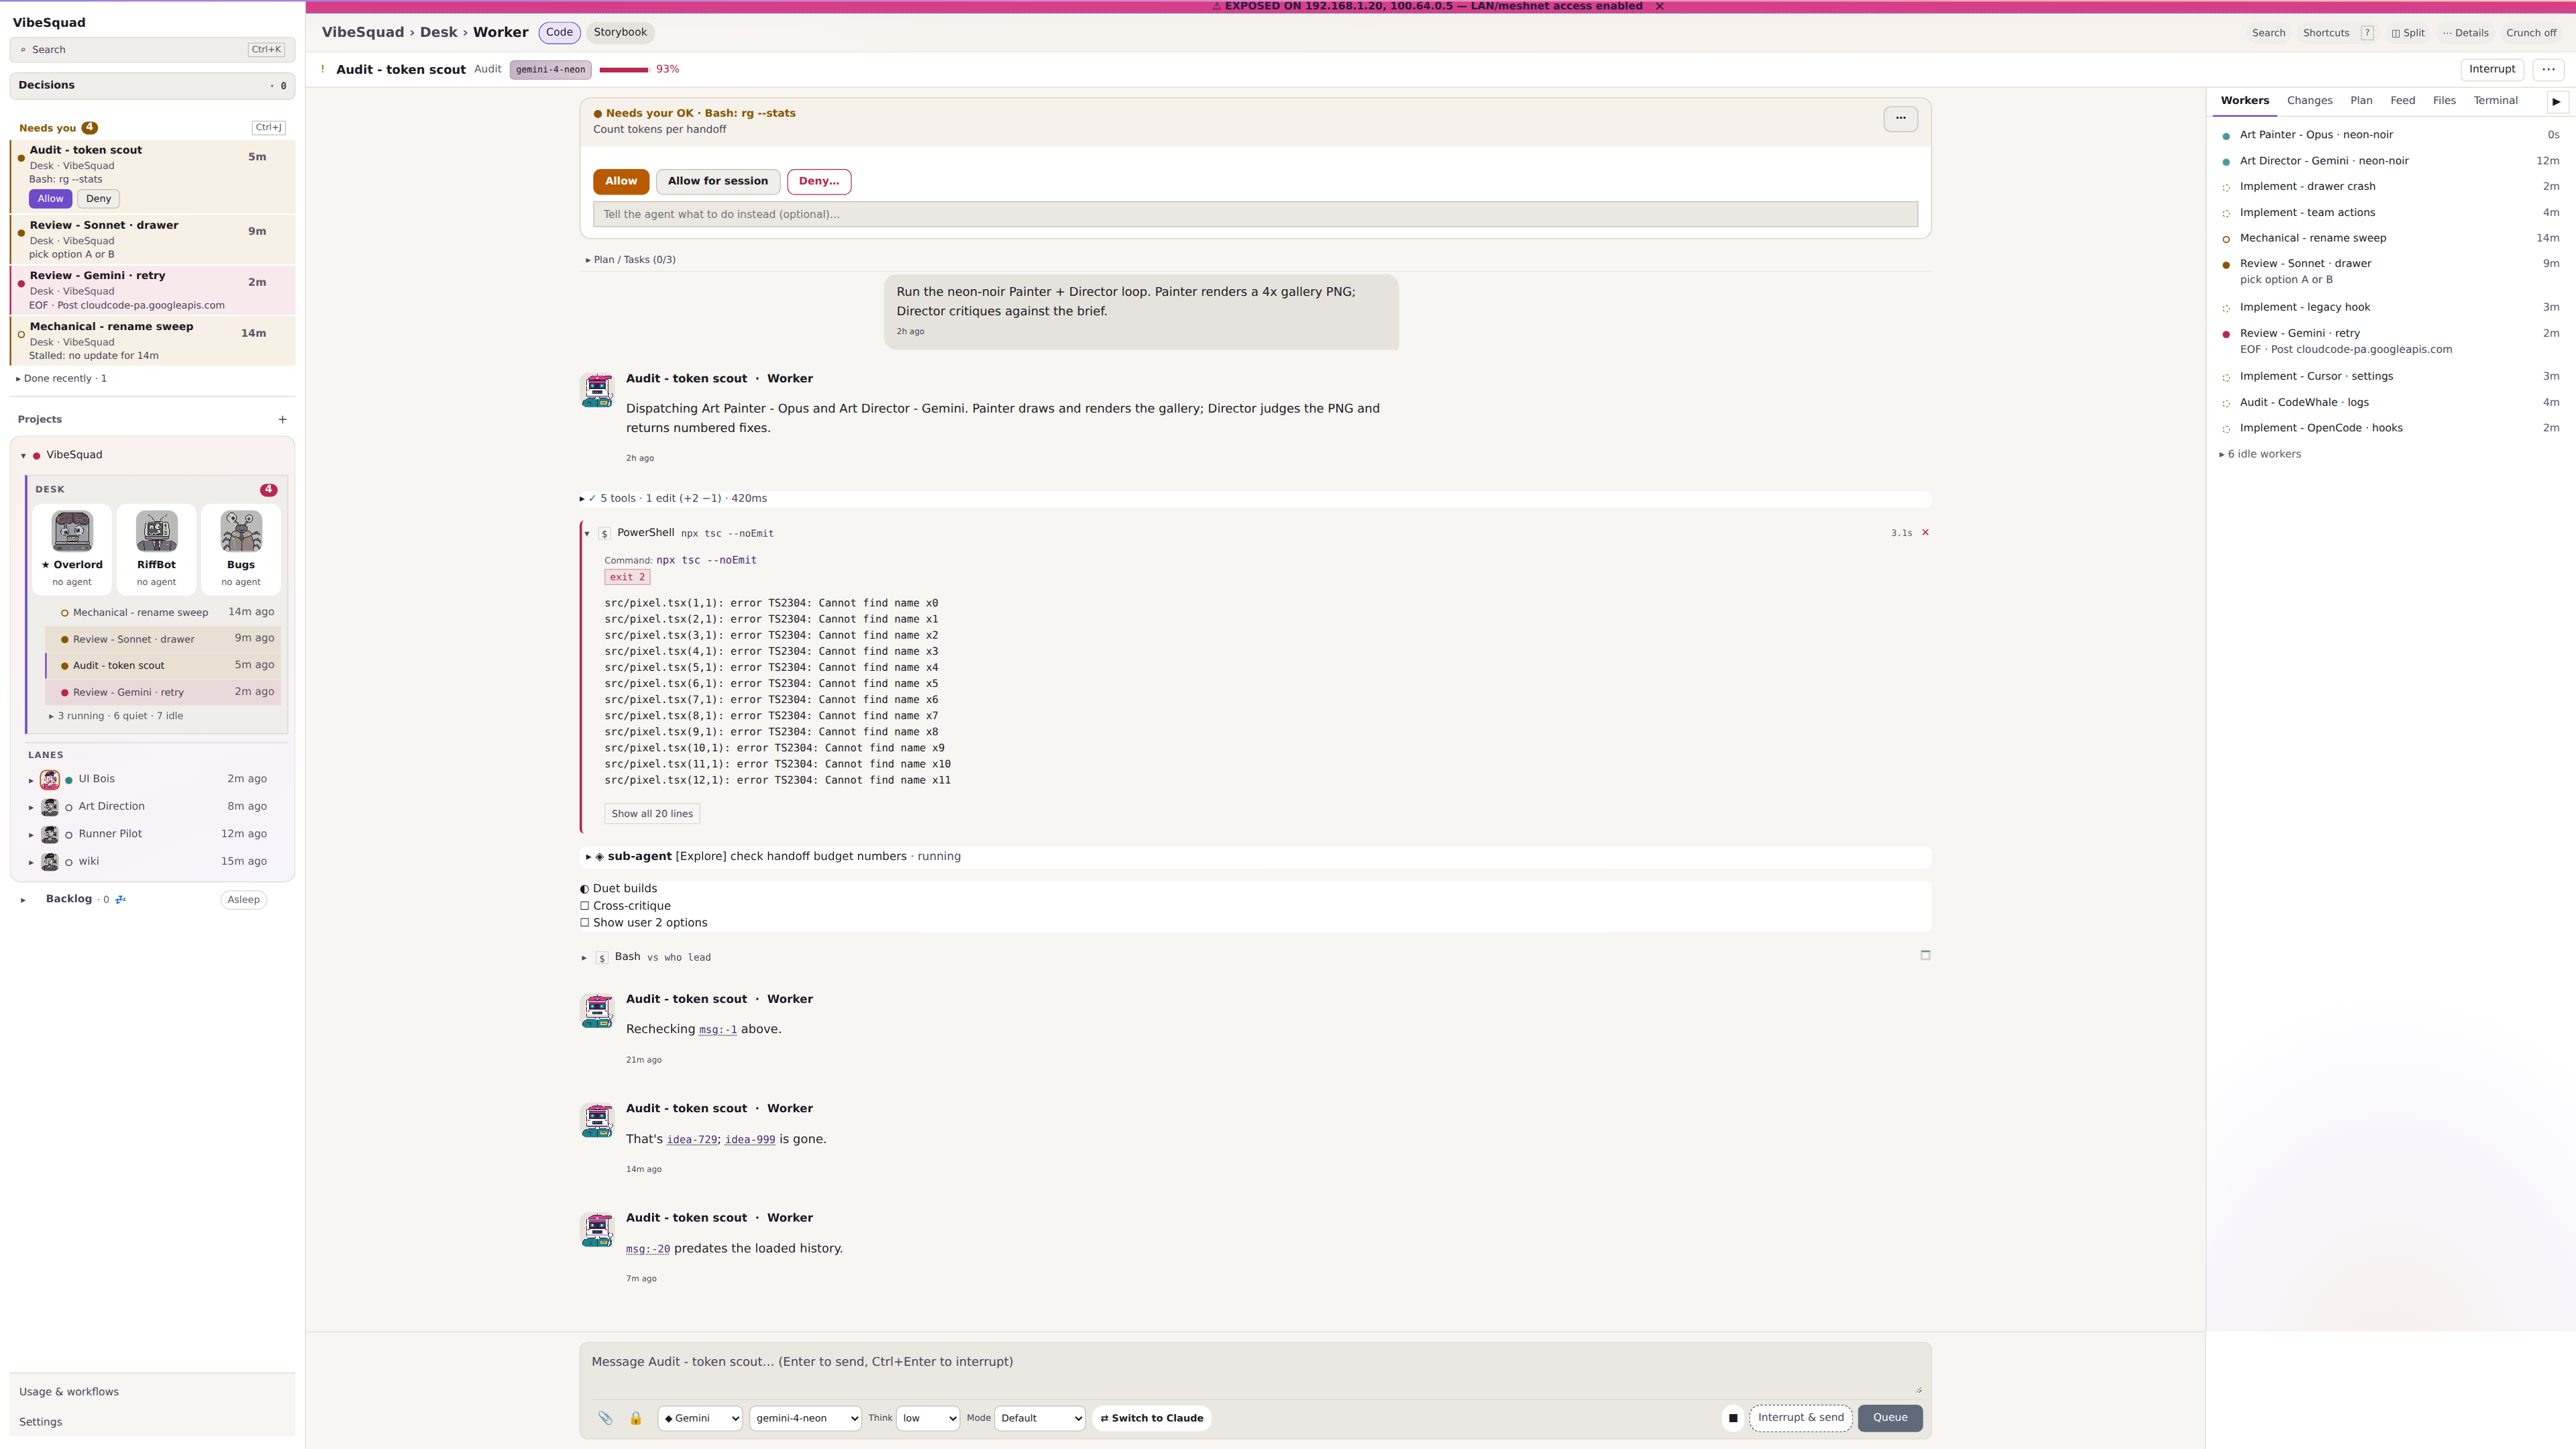 ⚠ EXPOSED ON 192.168.1.20, 100.64.0.5 — LAN/meshnet access enabled ✕
VibeSquad
Search Ctrl+K
Decisions · 0
Needs you 4 Ctrl+J
Audit - token scout 5m
Desk · VibeSquad
Bash: rg --stats
Allow Deny
Review - Sonnet · drawer 9m
Desk · VibeSquad
pick option A or B
Review - Gemini · retry 2m
Desk · VibeSquad
EOF · Post cloudcode-pa.googleapis.com
Mechanical - rename sweep 14m
Desk · VibeSquad
Stalled: no update for 14m
▸ Done recently · 1
Projects +
▾ VibeSquad
DESK 4
★ Overlord RiffBot Bugs
no agent no agent no agent
Mechanical - rename sweep 14m ago
Review - Sonnet · drawer 9m ago
Audit - token scout 5m ago
Review - Gemini · retry 2m ago
▸ 3 running · 6 quiet · 7 idle
LANES
▸ UI Bois 2m ago
▸ Art Direction 8m ago
▸ Runner Pilot 12m ago
▸ wiki 15m ago
▸ Backlog · 0 💤 Asleep
Usage & workflows
Settings
VibeSquad › Desk › Worker Code Storybook
Search Shortcuts ? Split ⋯ Details Crunch off
! Audit - token scout Audit gemini-4-neon 93%
Interrupt ⋯
● Needs your OK · Bash: rg --stats ⋯
Count tokens per handoff
Allow Allow for session Deny…
Tell the agent what to do instead (optional)…
▸ Plan / Tasks (0/3)
Run the neon-noir Painter + Director loop. Painter renders a 4x gallery PNG;
Director critiques against the brief.
2h ago
Audit - token scout · Worker
Dispatching Art Painter - Opus and Art Director - Gemini. Painter draws and renders the gallery; Director judges the PNG and
returns numbered fixes.
2h ago
▸ ✓ 5 tools · 1 edit (+2 −1) · 420ms
▾ $ PowerShell npx tsc --noEmit 3.1s ✕
Command: npx tsc --noEmit
exit 2
src/pixel.tsx(1,1): error TS2304: Cannot find name x0
src/pixel.tsx(2,1): error TS2304: Cannot find name x1
src/pixel.tsx(3,1): error TS2304: Cannot find name x2
src/pixel.tsx(4,1): error TS2304: Cannot find name x3
src/pixel.tsx(5,1): error TS2304: Cannot find name x4
src/pixel.tsx(6,1): error TS2304: Cannot find name x5
src/pixel.tsx(7,1): error TS2304: Cannot find name x6
src/pixel.tsx(8,1): error TS2304: Cannot find name x7
src/pixel.tsx(9,1): error TS2304: Cannot find name x8
src/pixel.tsx(10,1): error TS2304: Cannot find name x9
src/pixel.tsx(11,1): error TS2304: Cannot find name x10
src/pixel.tsx(12,1): error TS2304: Cannot find name x11
Show all 20 lines
▸ ◈ sub-agent [Explore] check handoff budget numbers · running
◐ Duet builds
☐ Cross-critique
☐ Show user 2 options
▸ $ Bash vs who lead
Audit - token scout · Worker
Rechecking msg:-1 above.
21m ago
Audit - token scout · Worker
That's idea-729; idea-999 is gone.
14m ago
Audit - token scout · Worker
msg:-20 predates the loaded history.
7m ago
Message Audit - token scout… (Enter to send, Ctrl+Enter to interrupt)
📎 🔒 ◆ Gemini gemini-4-neon Think low Mode Default ⇄ Switch to Claude ■ Interrupt & send Queue
Workers Changes Plan Feed Files Terminal ▶
Art Painter - Opus · neon-noir 0s
Art Director - Gemini · neon-noir 12m
Implement - drawer crash 2m
Implement - team actions 4m
Mechanical - rename sweep 14m
Review - Sonnet · drawer 9m
pick option A or B
Implement - legacy hook 3m
Review - Gemini · retry 2m
EOF · Post cloudcode-pa.googleapis.com
Implement - Cursor · settings 3m
Audit - CodeWhale · logs 4m
Implement - OpenCode · hooks 2m
▸ 6 idle workers